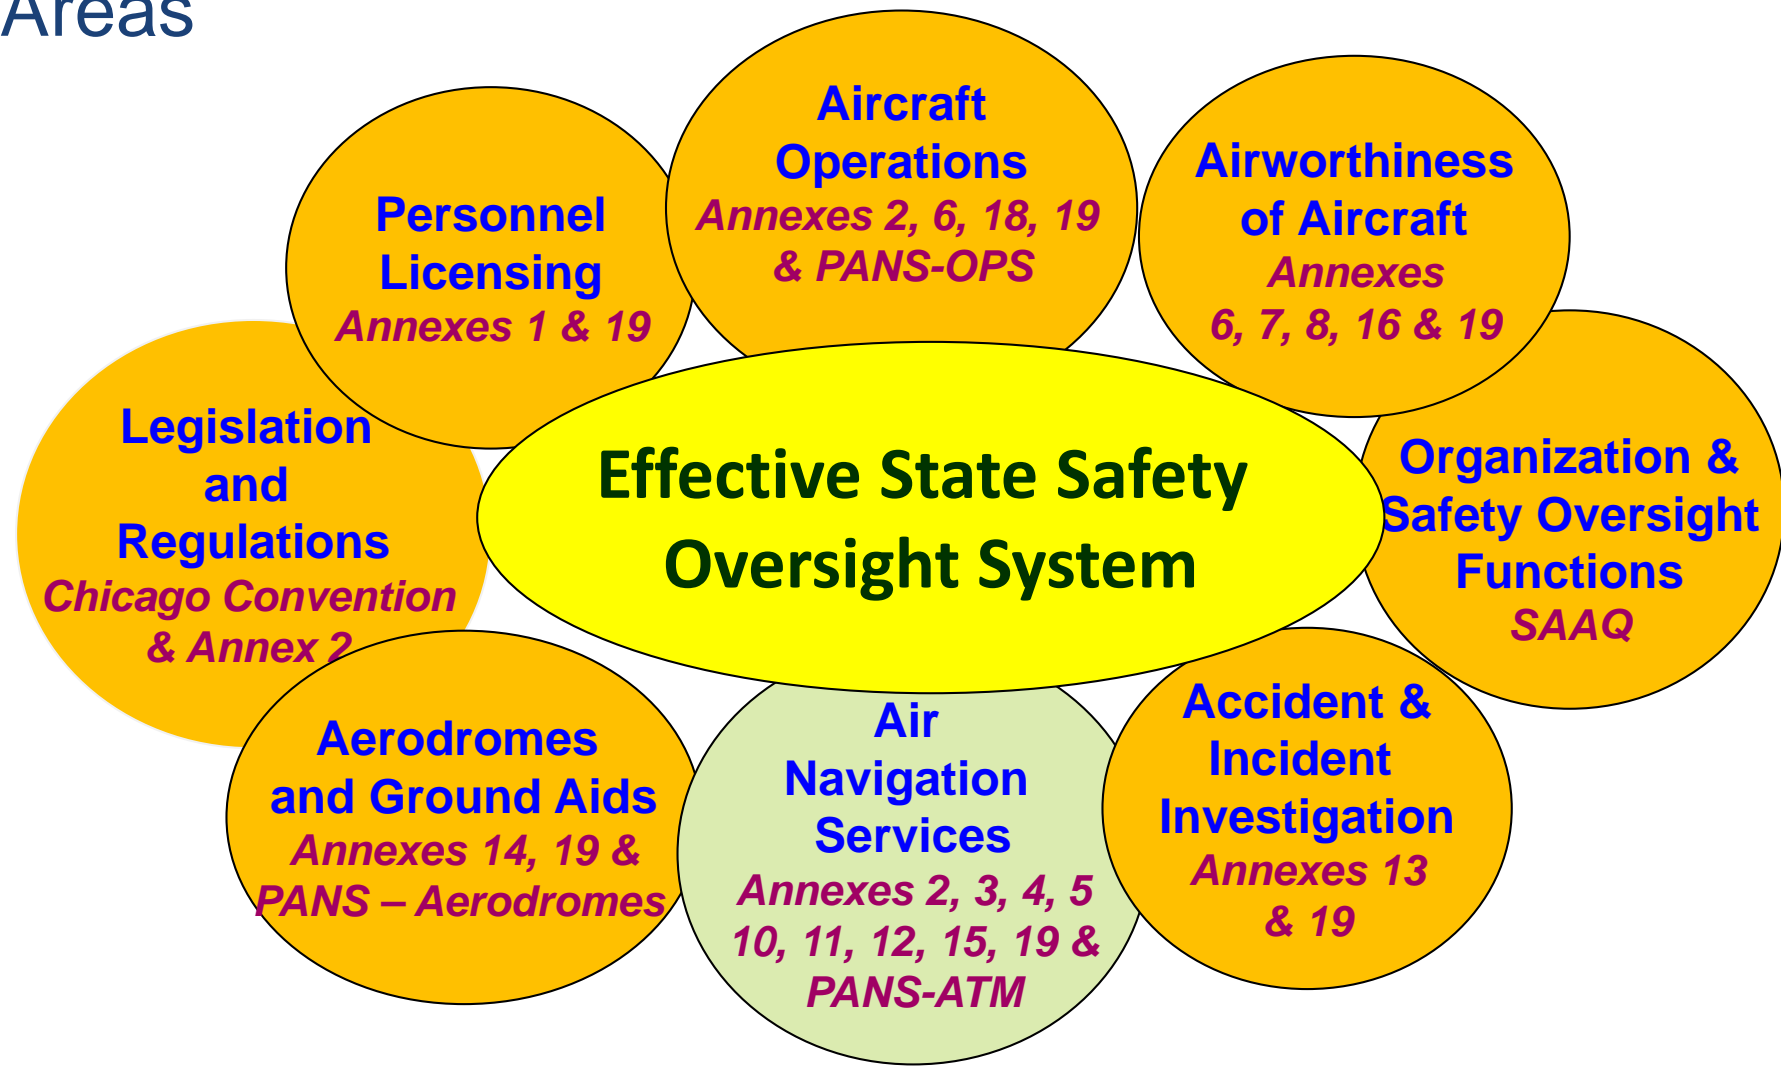 Areas
Aircraft
Operations
Annexes 2, 6, 18, 19
& PANS-OPS
Airworthiness
of Aircraft
Annexes
6, 7, 8, 16 & 19
Personnel
Licensing
Annexes 1 & 19
Legislation
and
Regulations
Chicago Convention
& Annex 2
Effective State Safety
Oversight System
Organization &
Safety Oversight
Functions
SAAQ
Aerodromes
and Ground Aids
Annexes 14, 19 &
PANS – Aerodromes
Air
Navigation
Services
Annexes 2, 3, 4, 5
10, 11, 12, 15, 19 &
PANS-ATM
Accident &
Incident
Investigation
Annexes 13
& 19